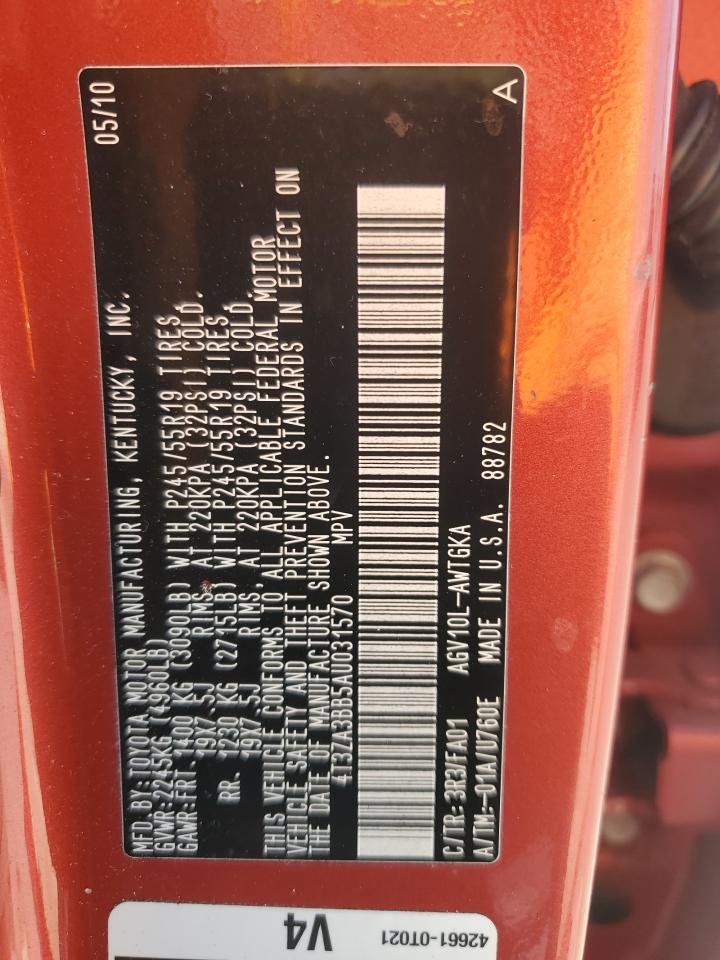 MFD.BY:TOYOTA MOTOR MANUFACTURING, KENTUCKY, INC. 05/10
GVWR:2245KG (4960LB)
GAWR:FRT. 1400 KG (3090LB) WITH P245/55R19 TIRES
19X7.5J RIMS, AT 220KPA (32PSI) COLD.
RR. 1230 KG (2715LB) WITH P245/55R19 TIRES
19X7.5J RIMS, AT 220KPA (32PSI) COLD.
THIS VEHICLE CONFORMS TO ALL APPLICABLE FEDERAL MOTOR
VEHICLE SAFETY AND THEFT PREVENTION STANDARDS IN EFFECT ON
THE DATE OF MANUFACTURE SHOWN ABOVE.
4T3ZA3BB5AU031570 MPV
C/TR:3R3/FA01 AGV10L-AWTGKA
A/TM:-01A/U760E MADE IN U.S.A. 88782
A
V4
42661-0T021